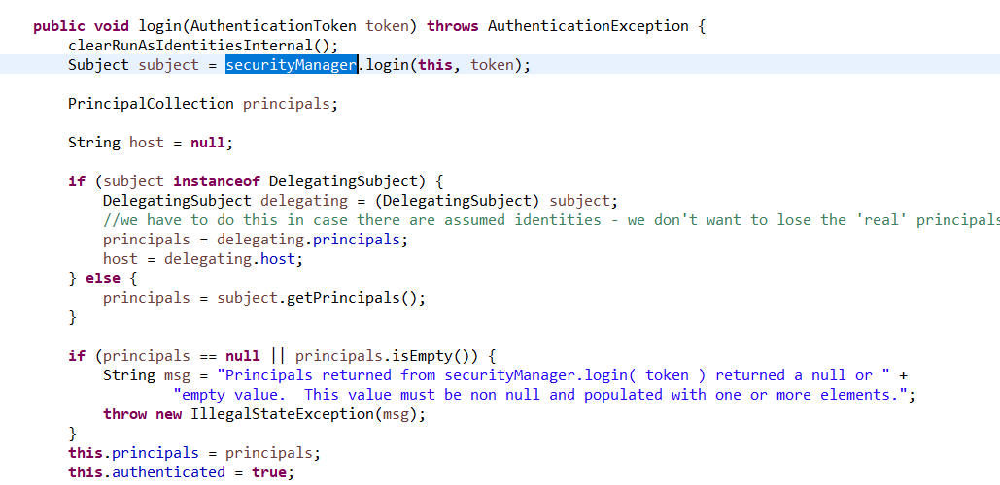 public void login(AuthenticationToken token) throws AuthenticationException {
clearRunAsIdentitiesInternal();
Subject subject = securityManager.login(this, token);
PrincipalCollection principals;
String host = null;
if (subject instanceof DelegatingSubject) {
DelegatingSubject delegating = (DelegatingSubject) subject;
//we have to do this in case there are assumed identities - we don't want to lose the 'real' principals
principals = delegating.principals;
host = delegating.host;
} else {
principals = subject.getPrincipals();
}
if (principals == null || principals.isEmpty()) {
String msg = "Principals returned from securityManager.login( token ) returned a null or " +
"empty value.  This value must be non null and populated with one or more elements.";
throw new IllegalStateException(msg);
}
this.principals = principals;
this.authenticated = true;